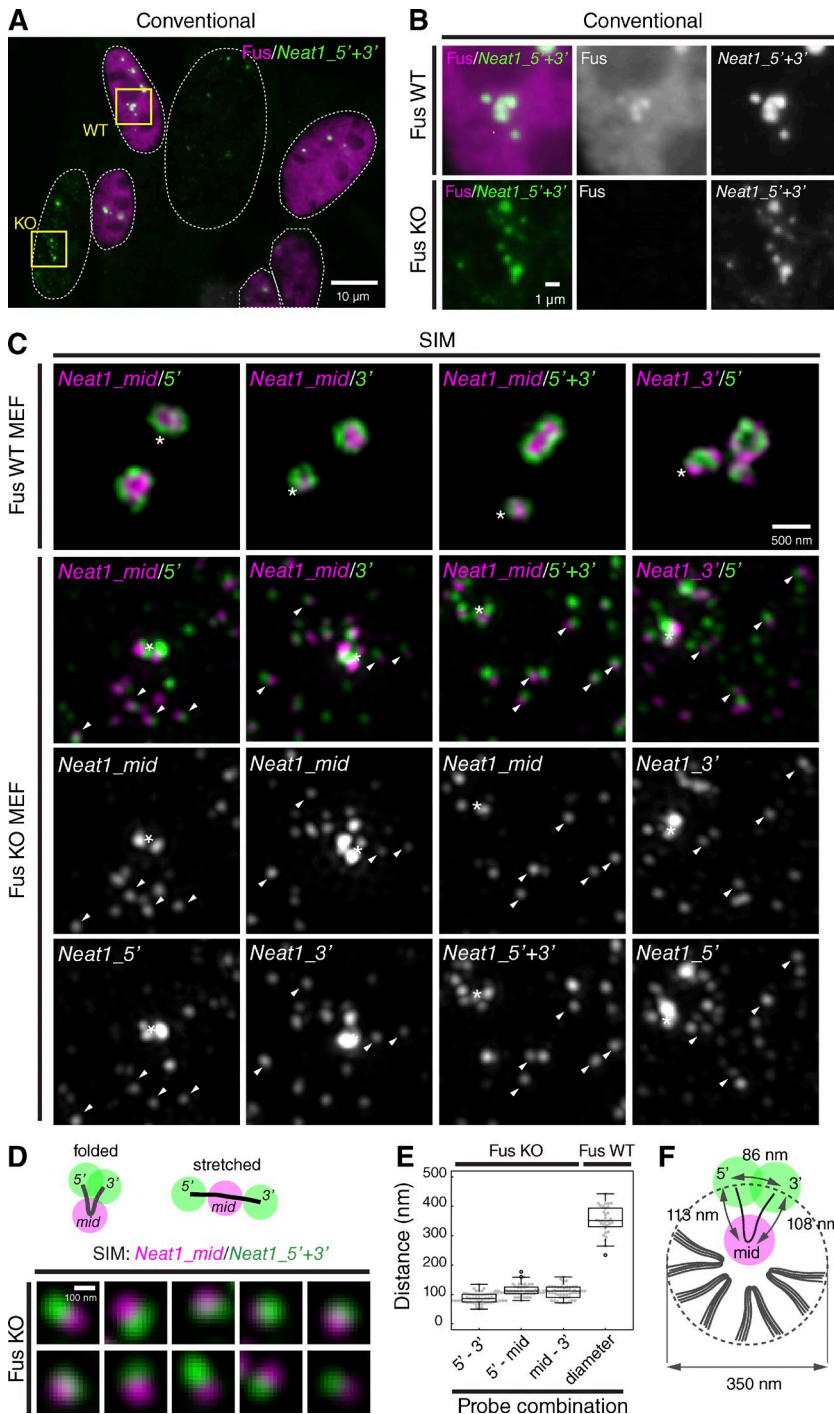 A
Conventional
Fus/Neat1_5'+3'
WT
KO
10 µm
B
Conventional
Fus WT
Fus/Neat1_5'+3'
Fus
Neat1_5'+3'
Fus KO
Fus/Neat1_5'+3'
Fus
Neat1_5'+3'
1 µm
C
SIM
Fus WT MEF
Neat1_mid/5'
Neat1_mid/3'
Neat1_mid/5'+3'
Neat1_3'/5'
*
*
*
*
500 nm
Fus KO MEF
Neat1_mid/5'
Neat1_mid/3'
Neat1_mid/5'+3'
Neat1_3'/5'
*
*
*
*
Neat1_mid
Neat1_mid
Neat1_mid
Neat1_3'
*
*
*
*
Neat1_5'
Neat1_3'
Neat1_5'+3'
Neat1_5'
*
*
*
D
folded
5'
3'
mid
stretched
5'
mid
3'
SIM: Neat1_mid/Neat1_5'+3'
Fus KO
100 nm
E
Fus KO
Fus WT
Distance (nm)
500
400
300
200
100
0
5' - 3'
5' - mid
mid - 3'
diameter
Probe combination
F
86 nm
5'
3'
113 nm
108 nm
mid
350 nm